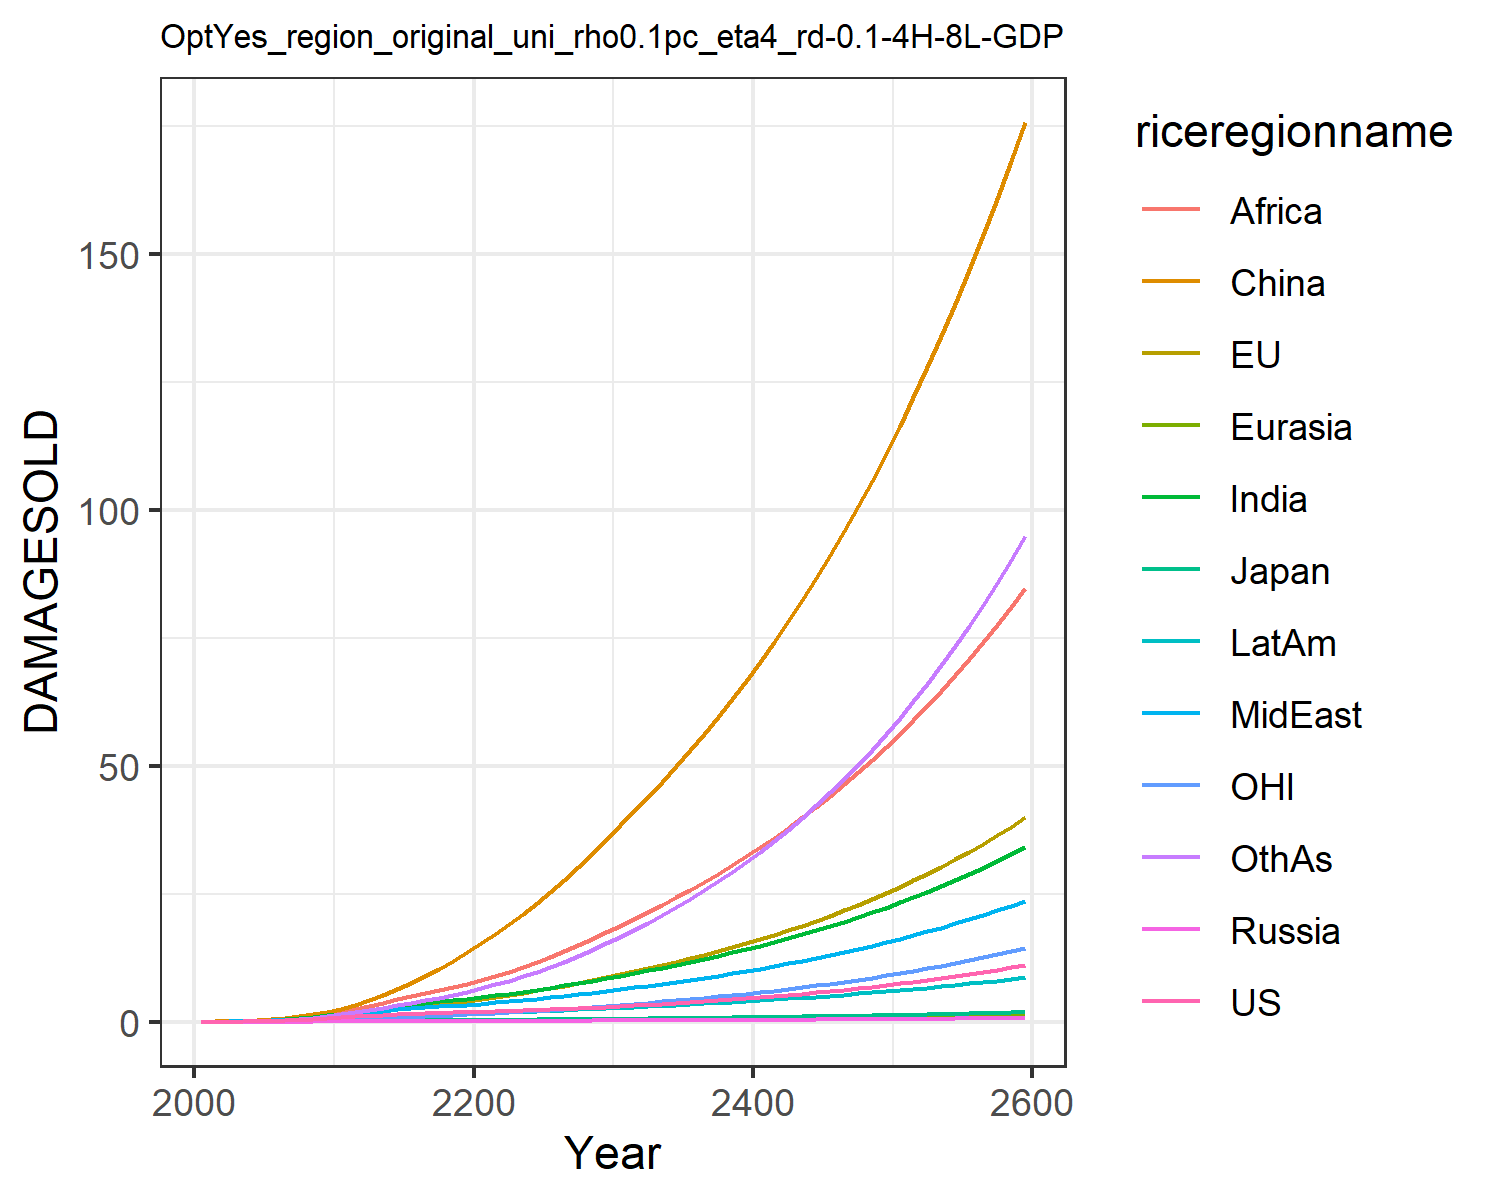 OptYes_region_original_uni_rho0.1pc_eta4_rd-0.1-4H-8L-GDP
DAMAGESOLD
150
100
50
0
2000 2200 2400 2600
Year
riceregionname
Africa
China
EU
Eurasia
India
Japan
LatAm
MidEast
OHI
OthAs
Russia
US